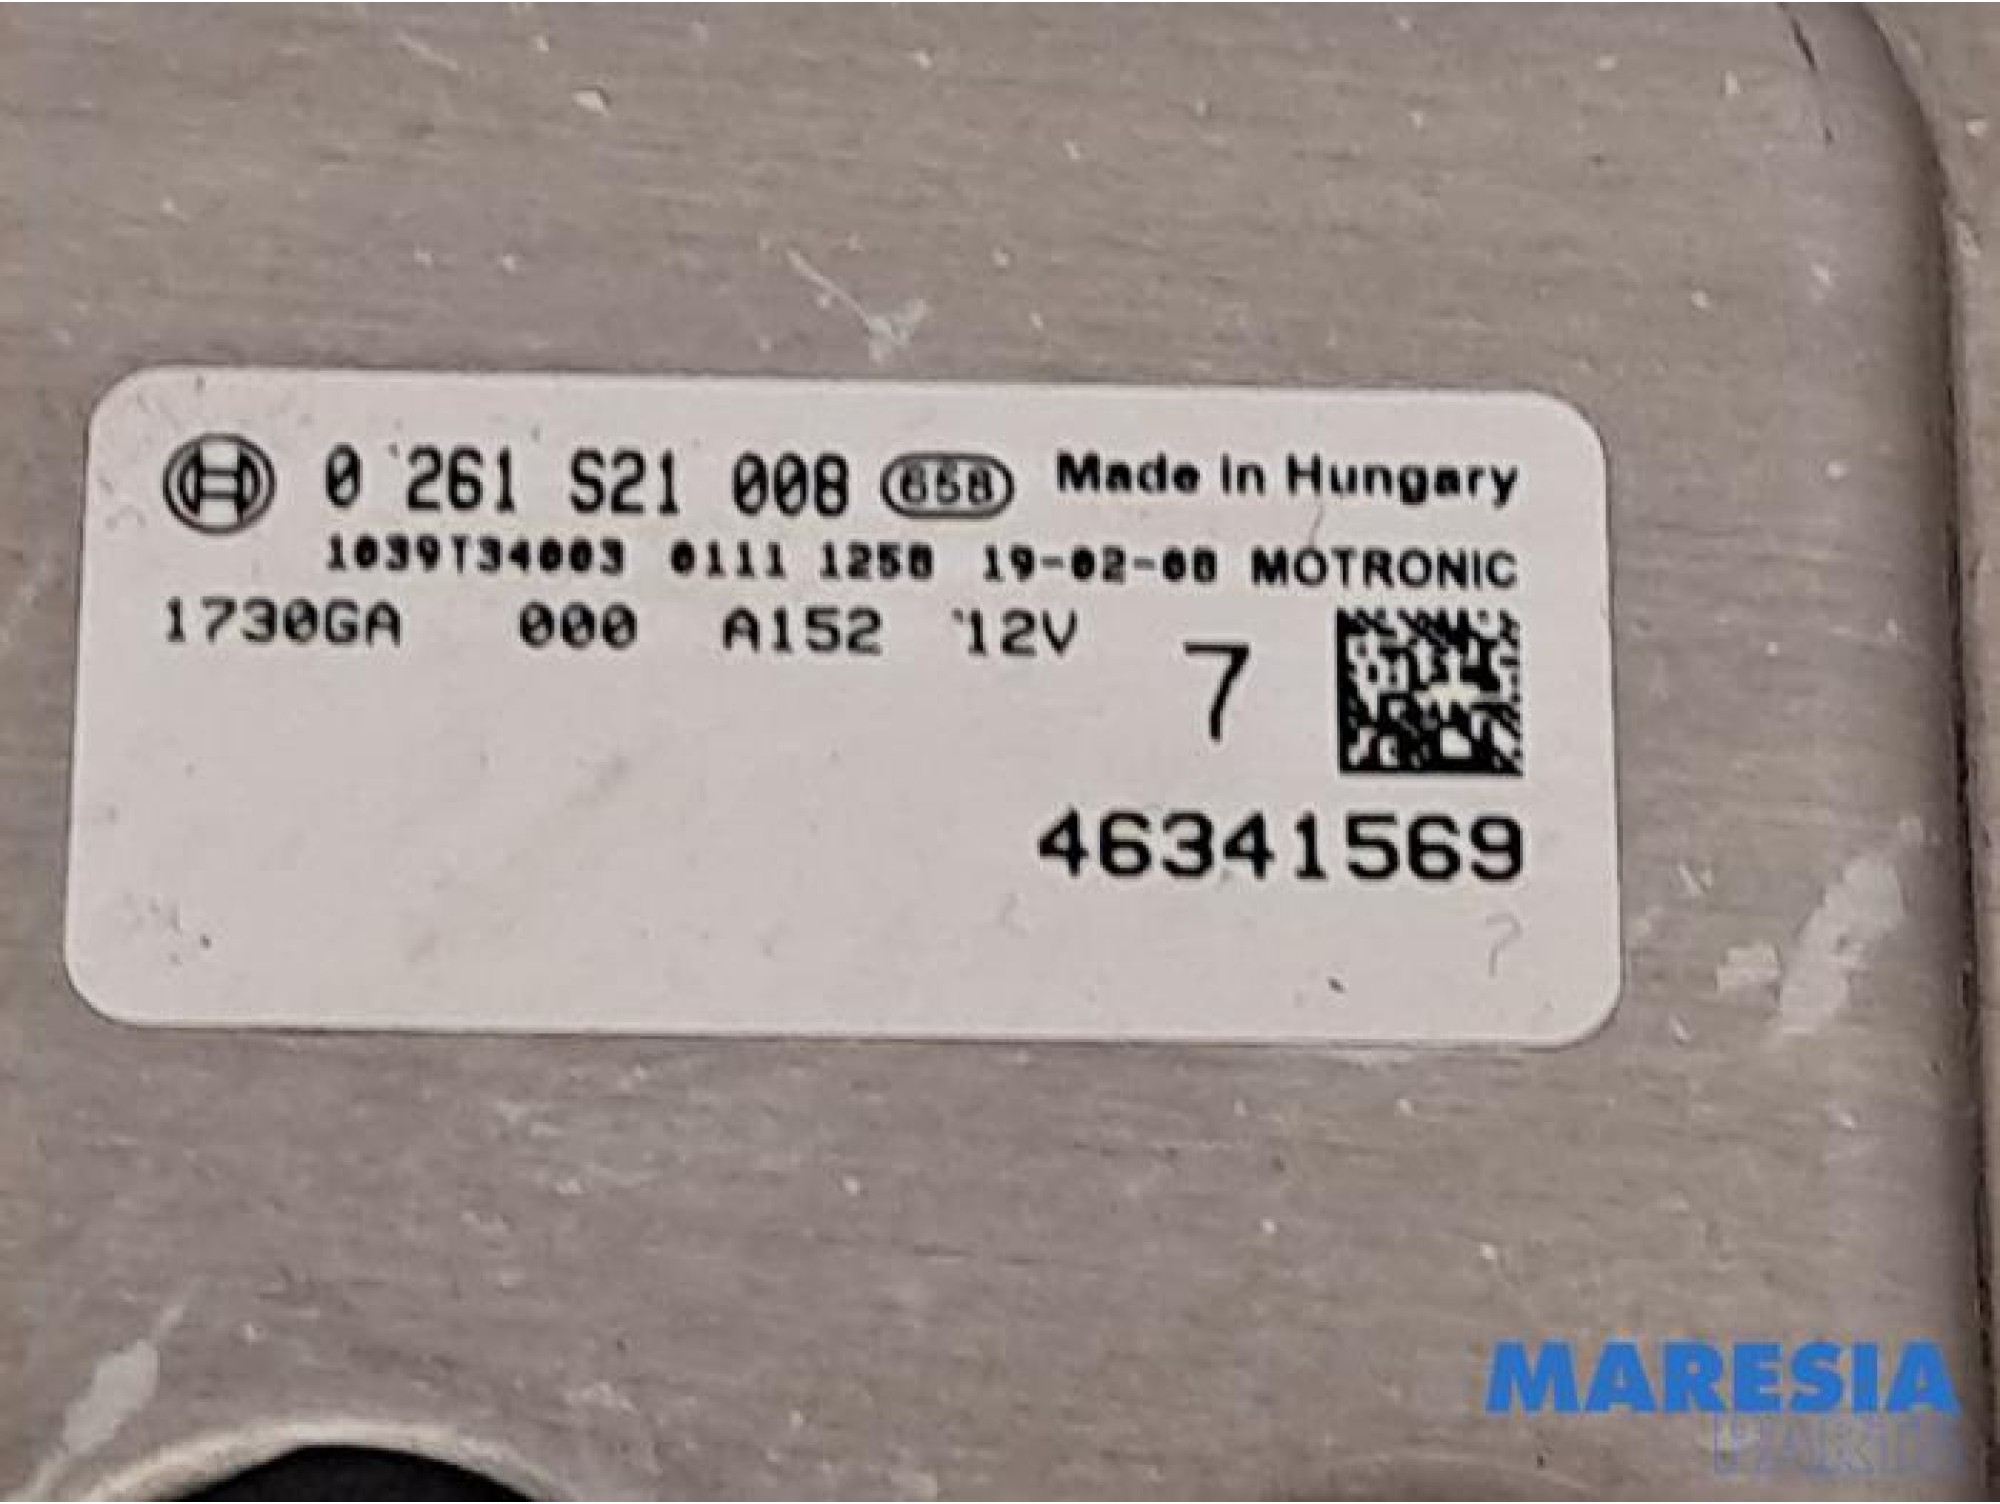 0 261 S21 008 658 Made in Hungary
1039T34003 0111 1258 19-02-08 MOTRONIC
1730GA 000 A152 12V 7
46341569
MARESIA
PARTS